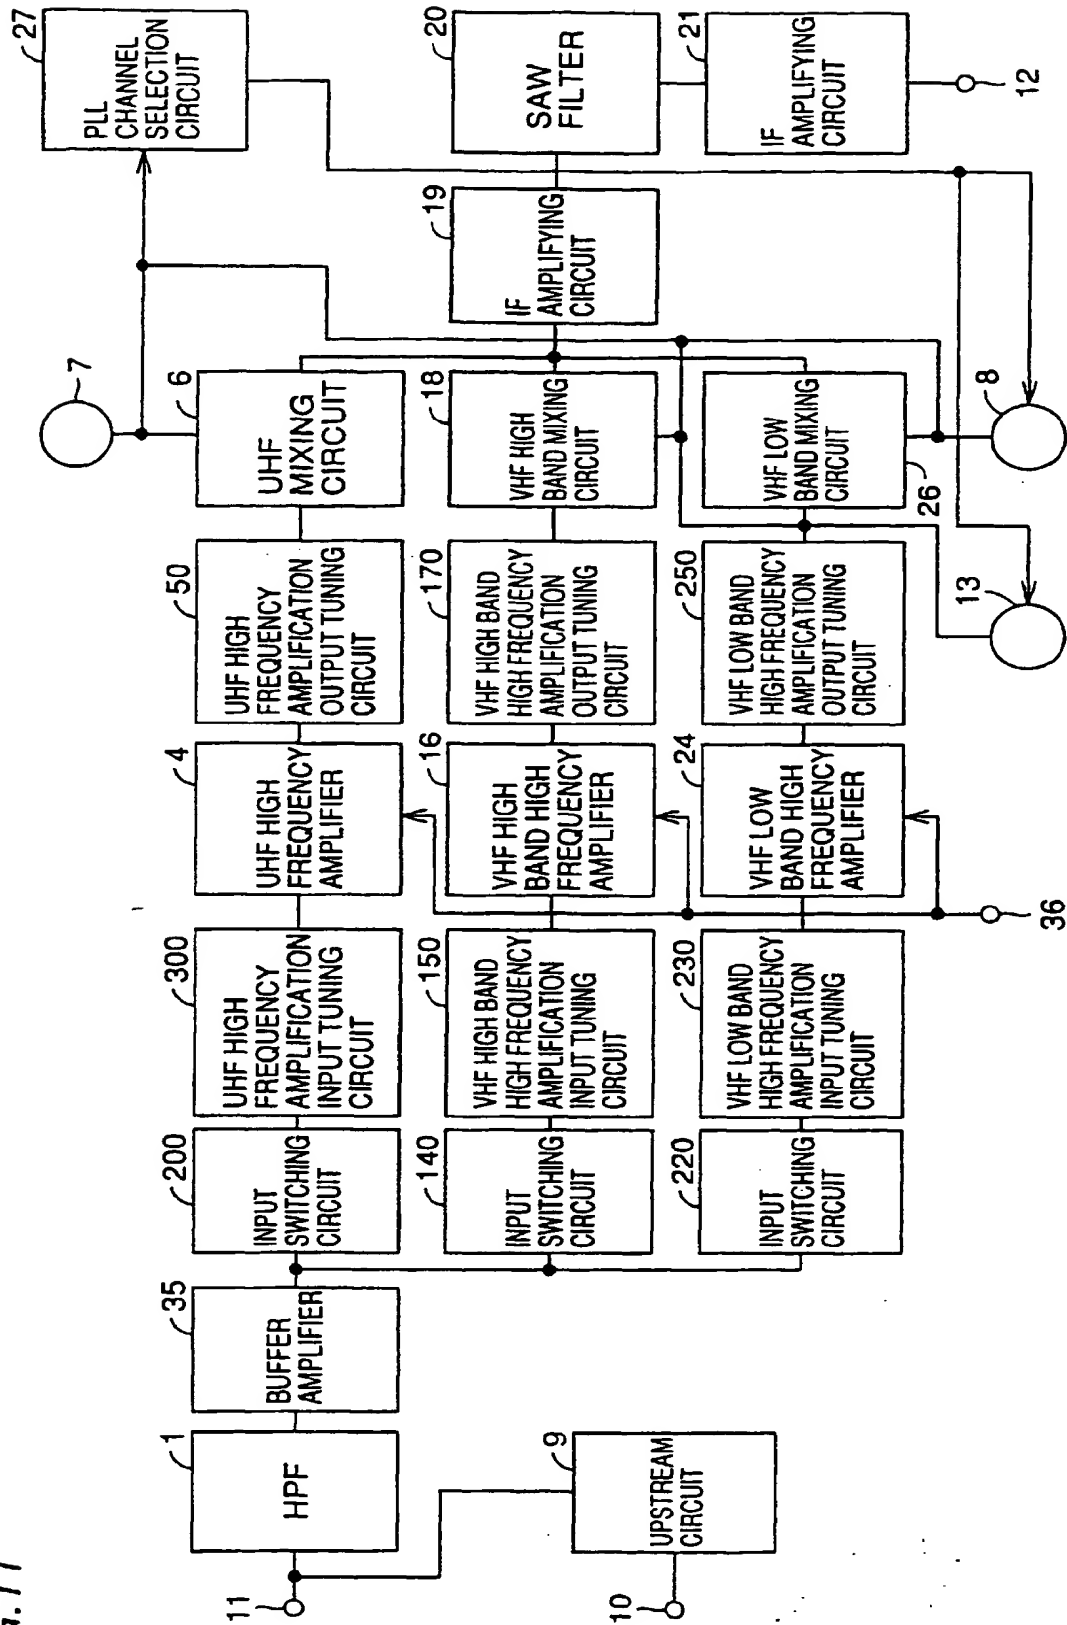 11
1
HPF
10
9
UPSTREAM
CIRCUIT
35
BUFFER
AMPLIFIER
200
INPUT
SWITCHING
CIRCUIT
300
UHF HIGH
FREQUENCY
AMPLIFICATION
INPUT TUNING
CIRCUIT
4
UHF HIGH
FREQUENCY
AMPLIFIER
50
UHF HIGH
FREQUENCY
AMPLIFICATION
OUTPUT TUNING
CIRCUIT
6
UHF
MIXING
CIRCUIT
7
27
PLL
CHANNEL
SELECTION
CIRCUIT
140
INPUT
SWITCHING
CIRCUIT
150
VHF HIGH BAND
HIGH FREQUENCY
AMPLIFICATION
INPUT TUNING
CIRCUIT
16
VHF HIGH
BAND HIGH
FREQUENCY
AMPLIFIER
170
VHF HIGH BAND
HIGH FREQUENCY
AMPLIFICATION
OUTPUT TUNING
CIRCUIT
18
VHF HIGH
BAND MIXING
CIRCUIT
19
IF
AMPLIFYING
CIRCUIT
20
SAW
FILTER
220
INPUT
SWITCHING
CIRCUIT
230
VHF LOW BAND
HIGH FREQUENCY
AMPLIFICATION
INPUT TUNING
CIRCUIT
24
VHF LOW
BAND HIGH
FREQUENCY
AMPLIFIER
250
VHF LOW BAND
HIGH FREQUENCY
AMPLIFICATION
OUTPUT TUNING
CIRCUIT
VHF LOW
BAND MIXING
CIRCUIT
26
21
IF
AMPLIFYING
CIRCUIT
36
13
8
12